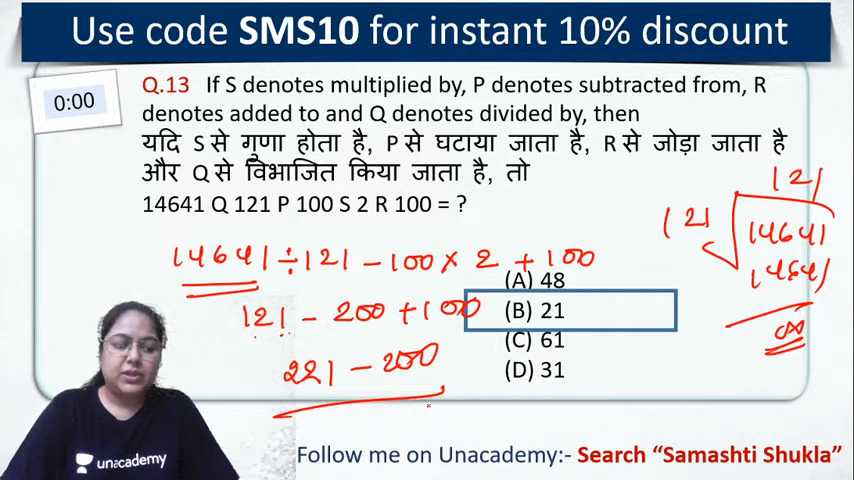 Use code SMS10 for instant 10% discount
0:00
Q.13 If S denotes multiplied by, P denotes subtracted from, R
denotes added to and Q denotes divided by, then
यदि S से गुणा होता है, P से घटाया जाता है, R से जोड़ा जाता है
और Q से विभाजित किया जाता है, तो
14641 Q 121 P 100 S 2 R 100 = ?
14641 ÷ 121 - 100 × 2 + 100
121 - 200 + 100
221 - 200
(A) 48
(B) 21
(C) 61
(D) 31
121
121
14641
14641
unacademy
Follow me on Unacademy:- Search “Samashti Shukla”